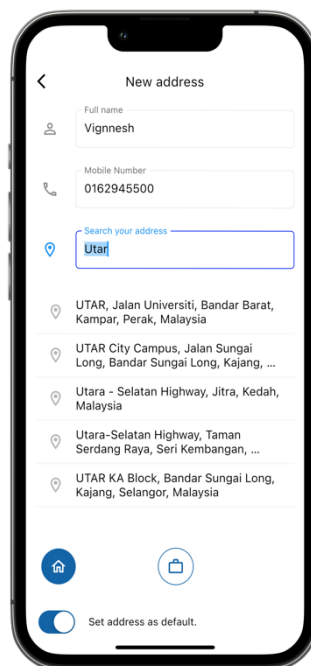 New address
Full name
Vignnesh
Mobile Number
0162945500
Search your address
Utar
UTAR, Jalan Universiti, Bandar Barat,
Kampar, Perak, Malaysia
UTAR City Campus, Jalan Sungai
Long, Bandar Sungai Long, Kajang, ...
Utara - Selatan Highway, Jitra, Kedah,
Malaysia
Utara-Selatan Highway, Taman
Serdang Raya, Seri Kembangan, ...
UTAR KA Block, Bandar Sungai Long,
Kajang, Selangor, Malaysia
Set address as default.